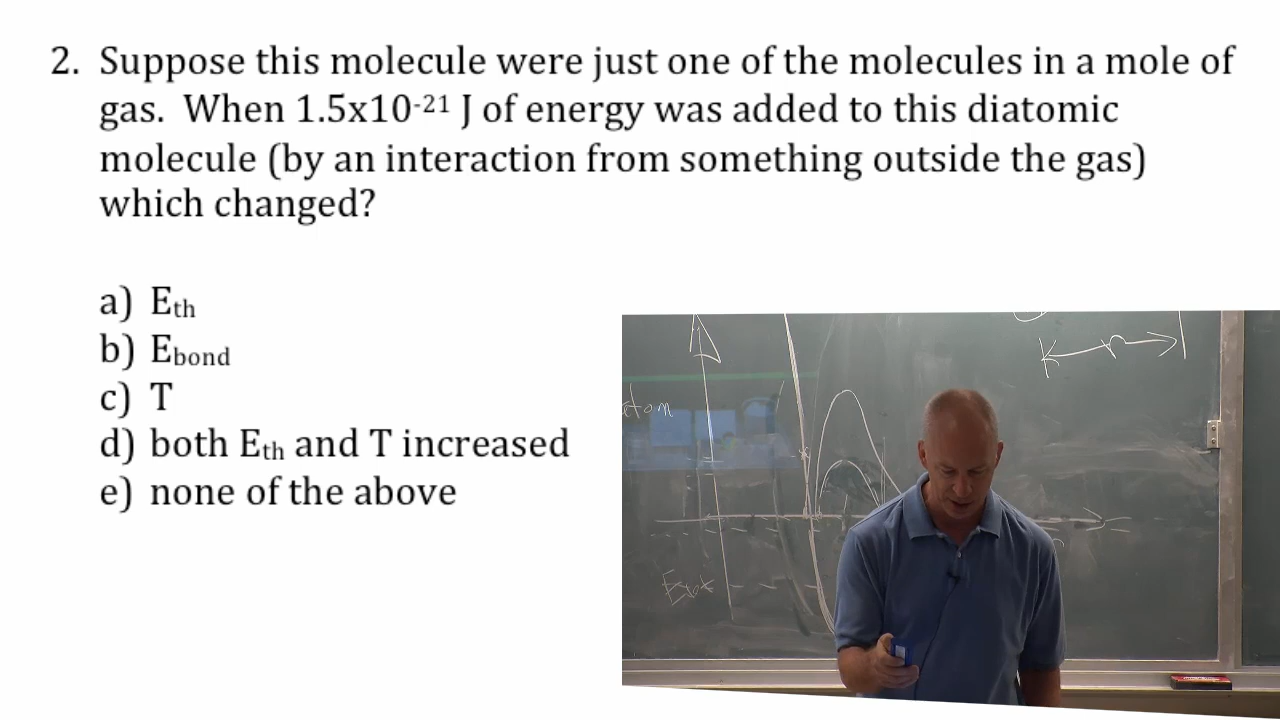 2. Suppose this molecule were just one of the molecules in a mole of
gas. When 1.5x10-21 J of energy was added to this diatomic
molecule (by an interaction from something outside the gas)
which changed?
a) Eth
b) Ebond
c) T
d) both Eth and T increased
e) none of the above
r
Etot